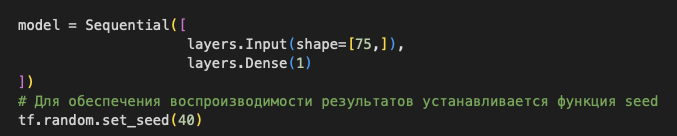 model = Sequential([
layers.Input(shape=[75,]),
layers.Dense(1)
])
# Для обеспечения воспроизводимости результатов устанавливается функция seed
tf.random.set_seed(40)